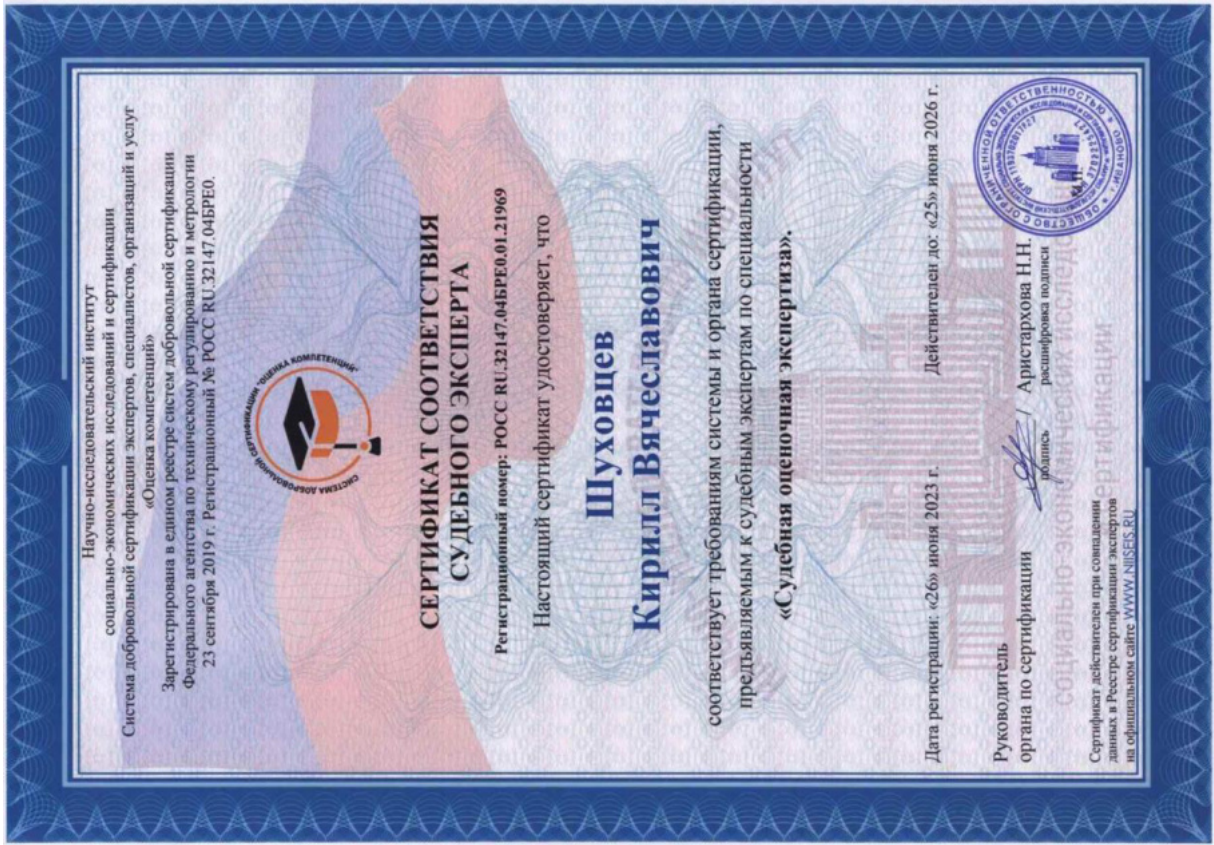 Научно-исследовательский институт
социально-экономических исследований и сертификации
Система добровольной сертификации экспертов, специалистов, организаций и услуг
«Оценка компетенций»
Зарегистрирована в едином реестре систем добровольной сертификации
Федерального агентства по техническому регулированию и метрологии
23 сентября 2019 г. Регистрационный № РОСС RU.32147.04БРЕ0.
СИСТЕМА ДОБРОВОЛЬНОЙ СЕРТИФИКАЦИИ "ОЦЕНКА КОМПЕТЕНЦИЙ"
СЕРТИФИКАТ СООТВЕТСТВИЯ
СУДЕБНОГО ЭКСПЕРТА
Регистрационный номер: РОСС RU.32147.04БРЕ0.01.21969
Настоящий сертификат удостоверяет, что
Шуховцев
Кирилл Вячеславович
соответствует требованиям системы и органа сертификации,
предъявляемым к судебным экспертам по специальности
«Судебная оценочная экспертиза».
Дата регистрации: «26» июня 2023 г. Действителен до: «25» июня 2026 г.
Руководитель
органа по сертификации / Аристархова Н.Н.
подпись расшифровка подписи
М.П.
ОБЩЕСТВО С ОГРАНИЧЕННОЙ ОТВЕТСТВЕННОСТЬЮ * г. ИВАНОВО *
социально-экономических исследо
сертификации
Сертификат действителен при совпадении
данных в Реестре сертификации экспертов
на официальном сайте WWW.NIISEIS.RU